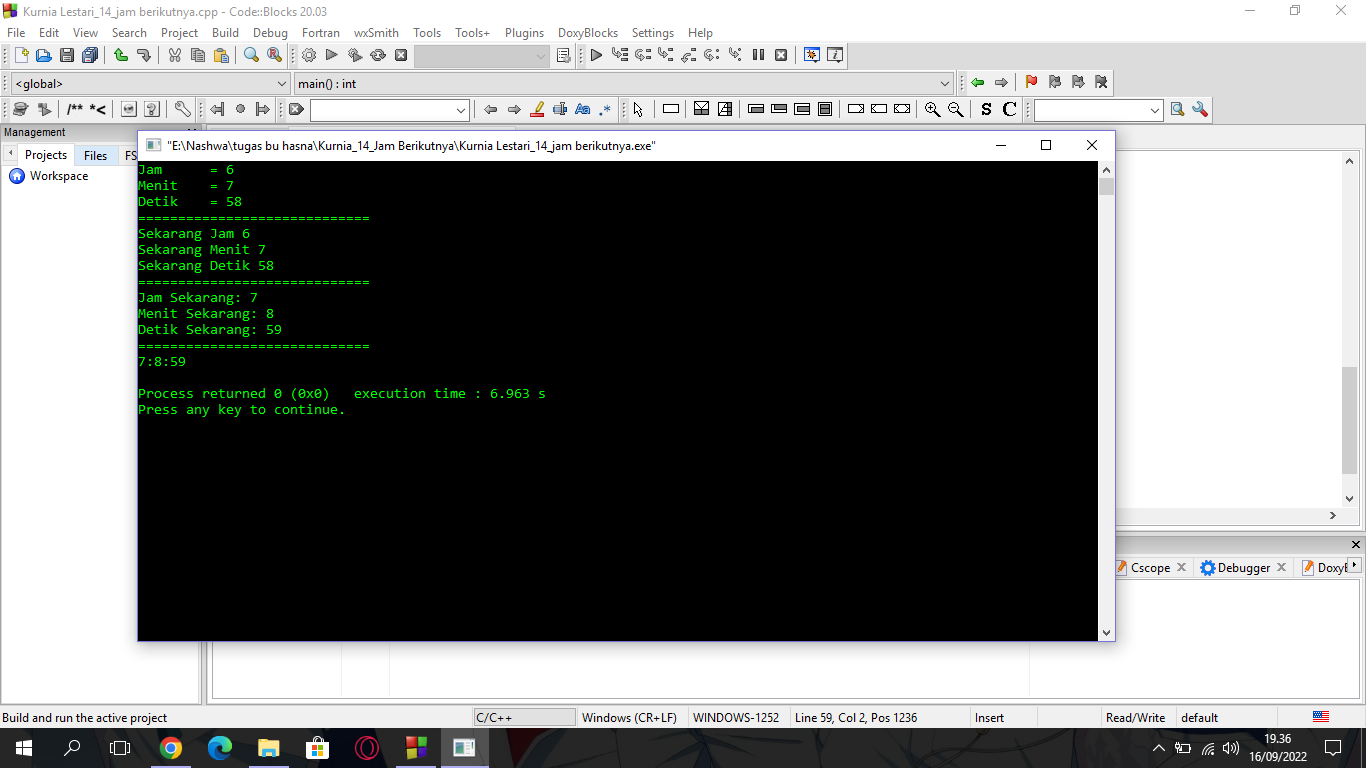 Kurnia Lestari_14_jam berikutnya.cpp - Code::Blocks 20.03
File Edit View Search Project Build Debug Fortran wxSmith Tools Tools+ Plugins DoxyBlocks Settings Help
<global> main() : int
/** *< Aa .* S C
Management
Projects Files FS
Workspace
"E:\Nashwa\tugas bu hasna\Kurnia_14_Jam Berikutnya\Kurnia Lestari_14_jam berikutnya.exe"
Jam = 6
Menit = 7
Detik = 58
=============================
Sekarang Jam 6
Sekarang Menit 7
Sekarang Detik 58
=============================
Jam Sekarang: 7
Menit Sekarang: 8
Detik Sekarang: 59
=============================
7:8:59
Process returned 0 (0x0) execution time : 6.963 s
Press any key to continue.
Cscope Debugger DoxyB
Build and run the active project C/C++ Windows (CR+LF) WINDOWS-1252 Line 59, Col 2, Pos 1236 Insert Read/Write default
19.36
16/09/2022